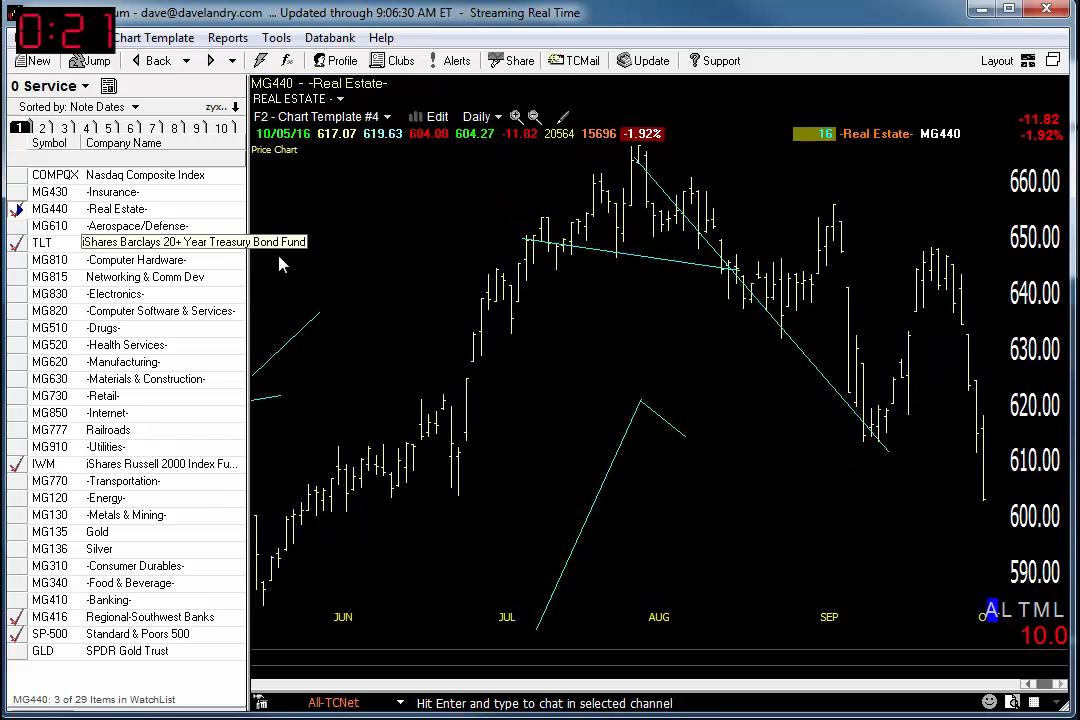 um - dave@davelandry.com ... Updated through 9:06:30 AM ET - Streaming Real Time
0:21
Chart Template Reports Tools Databank Help
New Jump Back Profile Clubs Alerts Share TCMail Update Support Layout
0 Service
Sorted by: Note Dates zyx..
1 2 3 4 5 6 7 8 9 10
Symbol Company Name
COMPQX Nasdaq Composite Index
MG430 -Insurance-
MG440 -Real Estate-
MG610 -Aerospace/Defense-
TLT iShares Barclays 20+ Year Treasury Bond Fund
MG810 -Computer Hardware-
MG815 Networking & Comm Dev
MG830 -Electronics-
MG820 -Computer Software & Services-
MG510 -Drugs-
MG520 -Health Services-
MG620 -Manufacturing-
MG630 -Materials & Construction-
MG730 -Retail-
MG850 -Internet-
MG777 Railroads
MG910 -Utilities-
IWM iShares Russell 2000 Index Fu...
MG770 -Transportation-
MG120 -Energy-
MG130 -Metals & Mining-
MG135 Gold
MG136 Silver
MG310 -Consumer Durables-
MG340 -Food & Beverage-
MG410 -Banking-
MG416 Regional-Southwest Banks
SP-500 Standard & Poors 500
GLD SPDR Gold Trust
MG440: 3 of 29 Items in WatchList
MG440 - -Real Estate-
REAL ESTATE -
F2 - Chart Template #4 Edit Daily
10/05/16 617.07 619.63 604.08 604.27 -11.82 20564 15696 -1.92%
16 -Real Estate- MG440
-11.82
-1.92%
Price Chart
660.00
650.00
640.00
630.00
620.00
610.00
600.00
590.00
JUN JUL AUG SEP O
A L T M L
10.0
All-TCNet Hit Enter and type to chat in selected channel